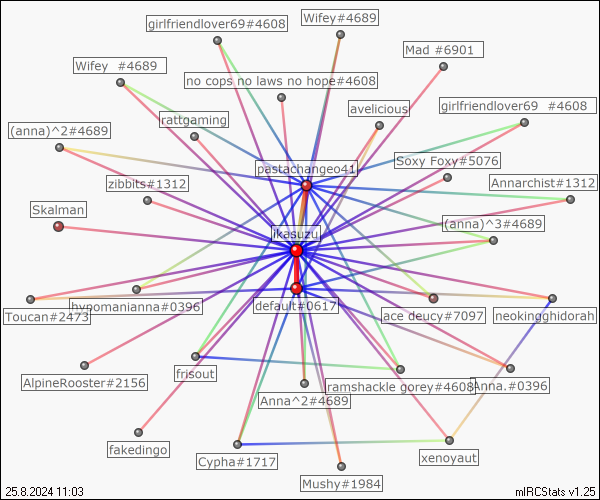 Wifey#4689
girlfriendlover69#4608
Mad #6901
Wifey  #4689
no cops no laws no hope#4608
avelicious
girlfriendlover69  #4608
rattgaming
(anna)^2#4689
pastachangeo41
Soxy Foxy#5076
zibbits#1312
Annarchist#1312
Skalman
(anna)^3#4689
ikasuzu
hypomanianna#0396
default#0617
Toucan#2473
ace deucy#7097
neokingghidorah
frisout
AlpineRooster#2156
ramshackle gorey#4608
Anna.#0396
Anna^2#4689
fakedingo
Cypha#1717
xenoyaut
Mushy#1984
25.8.2024 11:03
mIRCStats v1.25